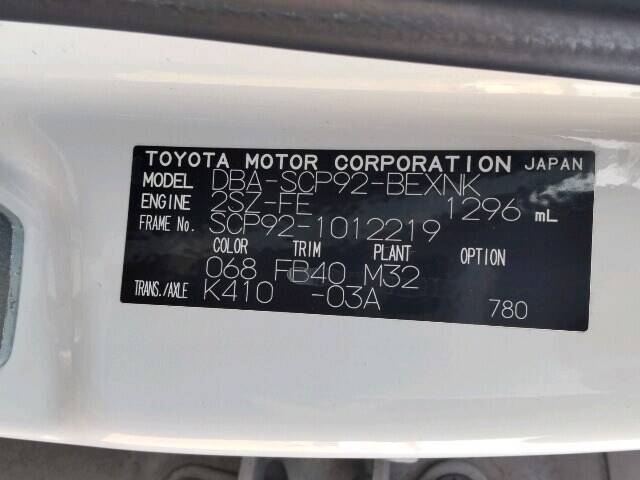 TOYOTA MOTOR CORPORATION JAPAN
MODEL DBA-SCP92-BEXNK
ENGINE 2SZ-FE 1296 mL
FRAME No. SCP92-1012219
COLOR TRIM PLANT OPTION
068 FB40 M32
TRANS./AXLE K410 -03A 780